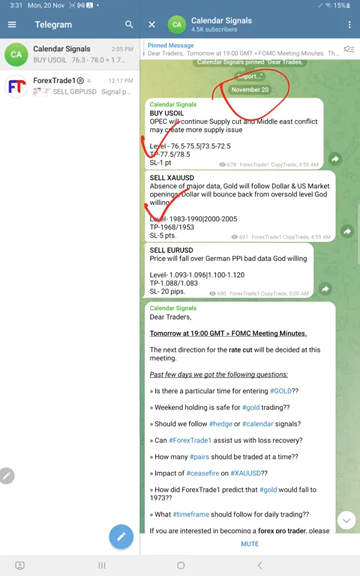 3:31 Mon, 20 Nov
15%
Telegram
CA
Calendar Signals
4.5K subscribers
CA
Calendar Signals
2:05 PM
BUY USOIL 76.3 - 78.0 + 1.7...
Pinned Message
Dear Traders, Tomorrow at 19:00 GMT » FOMC Meeting Minutes. Th
FT
ForexTrade1
4.
12:17 PM
SELL GBPUSD Signal p...
Calendar Signals pinned "Dear Traders,
November 20
Calendar Signals
BUY USOIL
OPEC will continue Supply cut and Middle east conflict
may create more supply issue
Level - 76.5-75.5|73.5-72.5
TP-77.5/78.5
SL-1 pt
678 ForexTrade1 CopyTrade, 4:59 AM
SELL XAUUSD
Absence of major data, Gold will follow Dollar & US Market
openings, Dollar will bounce back from oversold level God
willing
Level- 1983-1990|2000-2005
TP-1968/1953
SL-5 pts.
691 ForexTrade1 CopyTrade, 4:59 AM
SELL EURUSD
Price will fall over German PPI bad data God willing
Level- 1.093-1.096|1.100-1.120
TP-1.088/1.083
SL- 20 pips.
680 ForexTrade1 CopyTrade, 5:00 AM
Calendar Signals
Dear Traders,
Tomorrow at 19:00 GMT » FOMC Meeting Minutes.
The next direction for the rate cut will be decided at this
meeting.
Past few days we got the following questions:
» Is there a particular time for entering #GOLD??
» Weekend holding is safe for #gold trading??
» Should we follow #hedge or #calendar signals?
» Can #ForexTrade1 assist us with loss recovery?
» How many #pairs should be traded at a time??
» Impact of #ceasefire on #XAUUSD??
» How did ForexTrade1 predict that #gold would fall to
1973??
» What #timeframe should follow for daily trading??
If you are interested in becoming a forex pro trader, please
MUTE